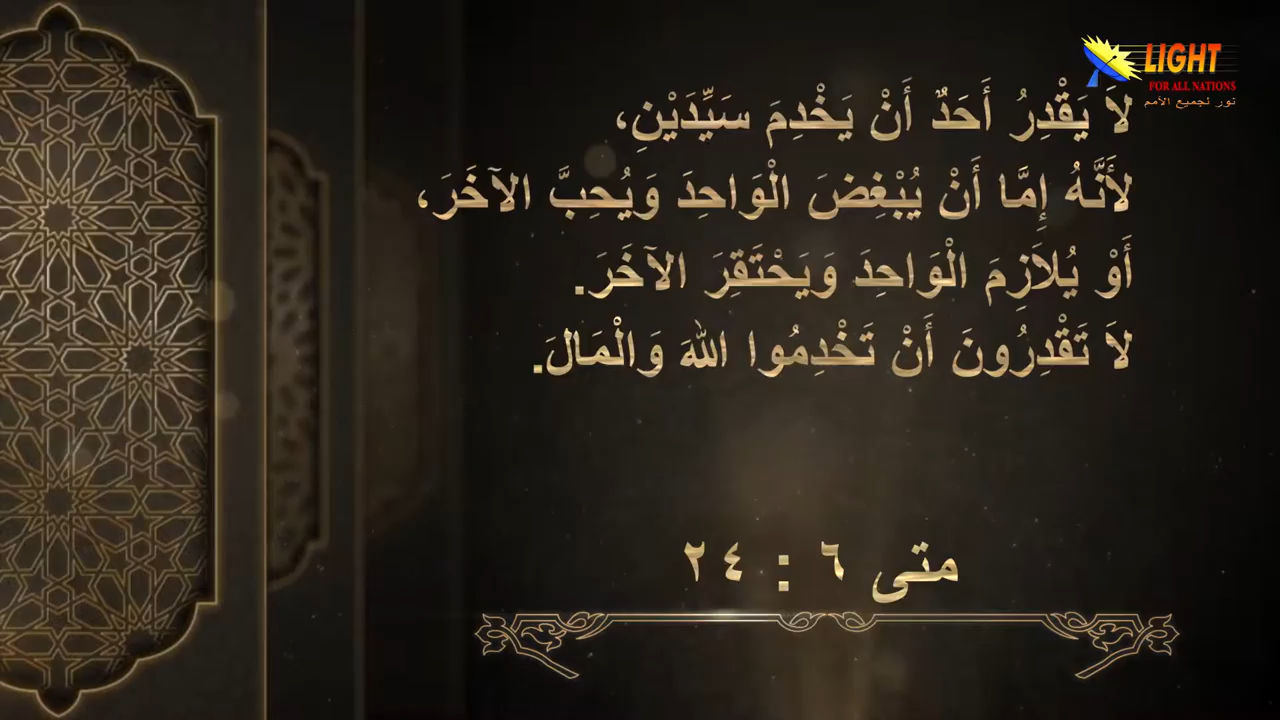 LIGHT
FOR ALL NATIONS
نور لجميع الأمم
لاَ يَقْدِرُ أَحَدٌ أَنْ يَخْدِمَ سَيِّدَيْنِ،
لأَنَّهُ إِمَّا أَنْ يُبْغِضَ الْوَاحِدَ وَيُحِبَّ الآخَرَ،
أَوْ يُلاَزِمَ الْوَاحِدَ وَيَحْتَقِرَ الآخَرَ.
لاَ تَقْدِرُونَ أَنْ تَخْدِمُوا اللهَ وَالْمَالَ.
متى ٦ : ٢٤